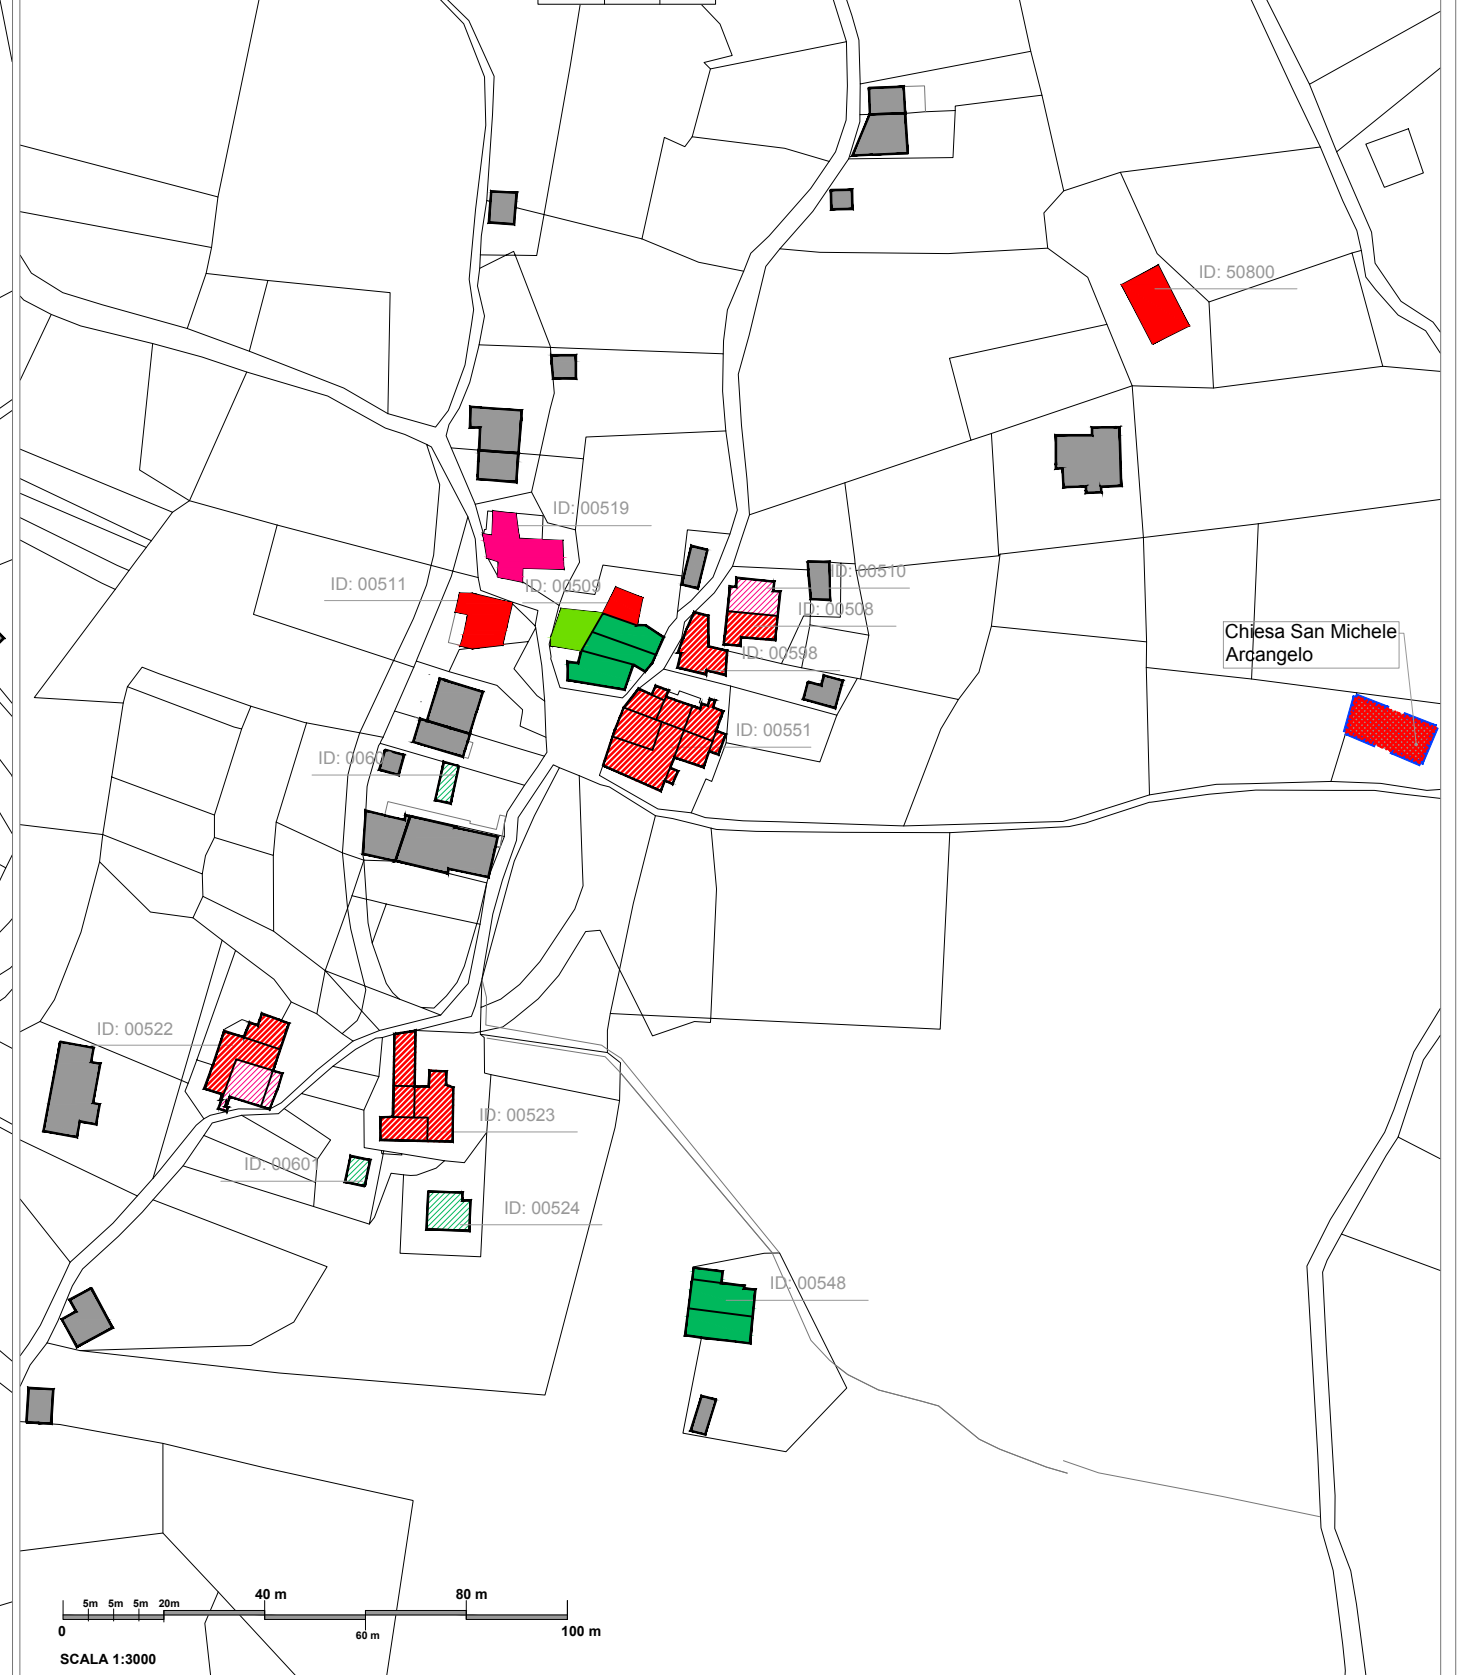 ID: 50800
ID: 00519
ID: 00511
ID: 00509
ID: 00510
ID: 00508
Chiesa San Michele
Arcangelo
ID: 00598
ID: 00551
ID: 00522
ID: 00523
ID: 00601
ID: 00524
ID: 00548
40 m
80 m
5m 5m 5m 20m
0
60 m
100 m
SCALA 1:3000